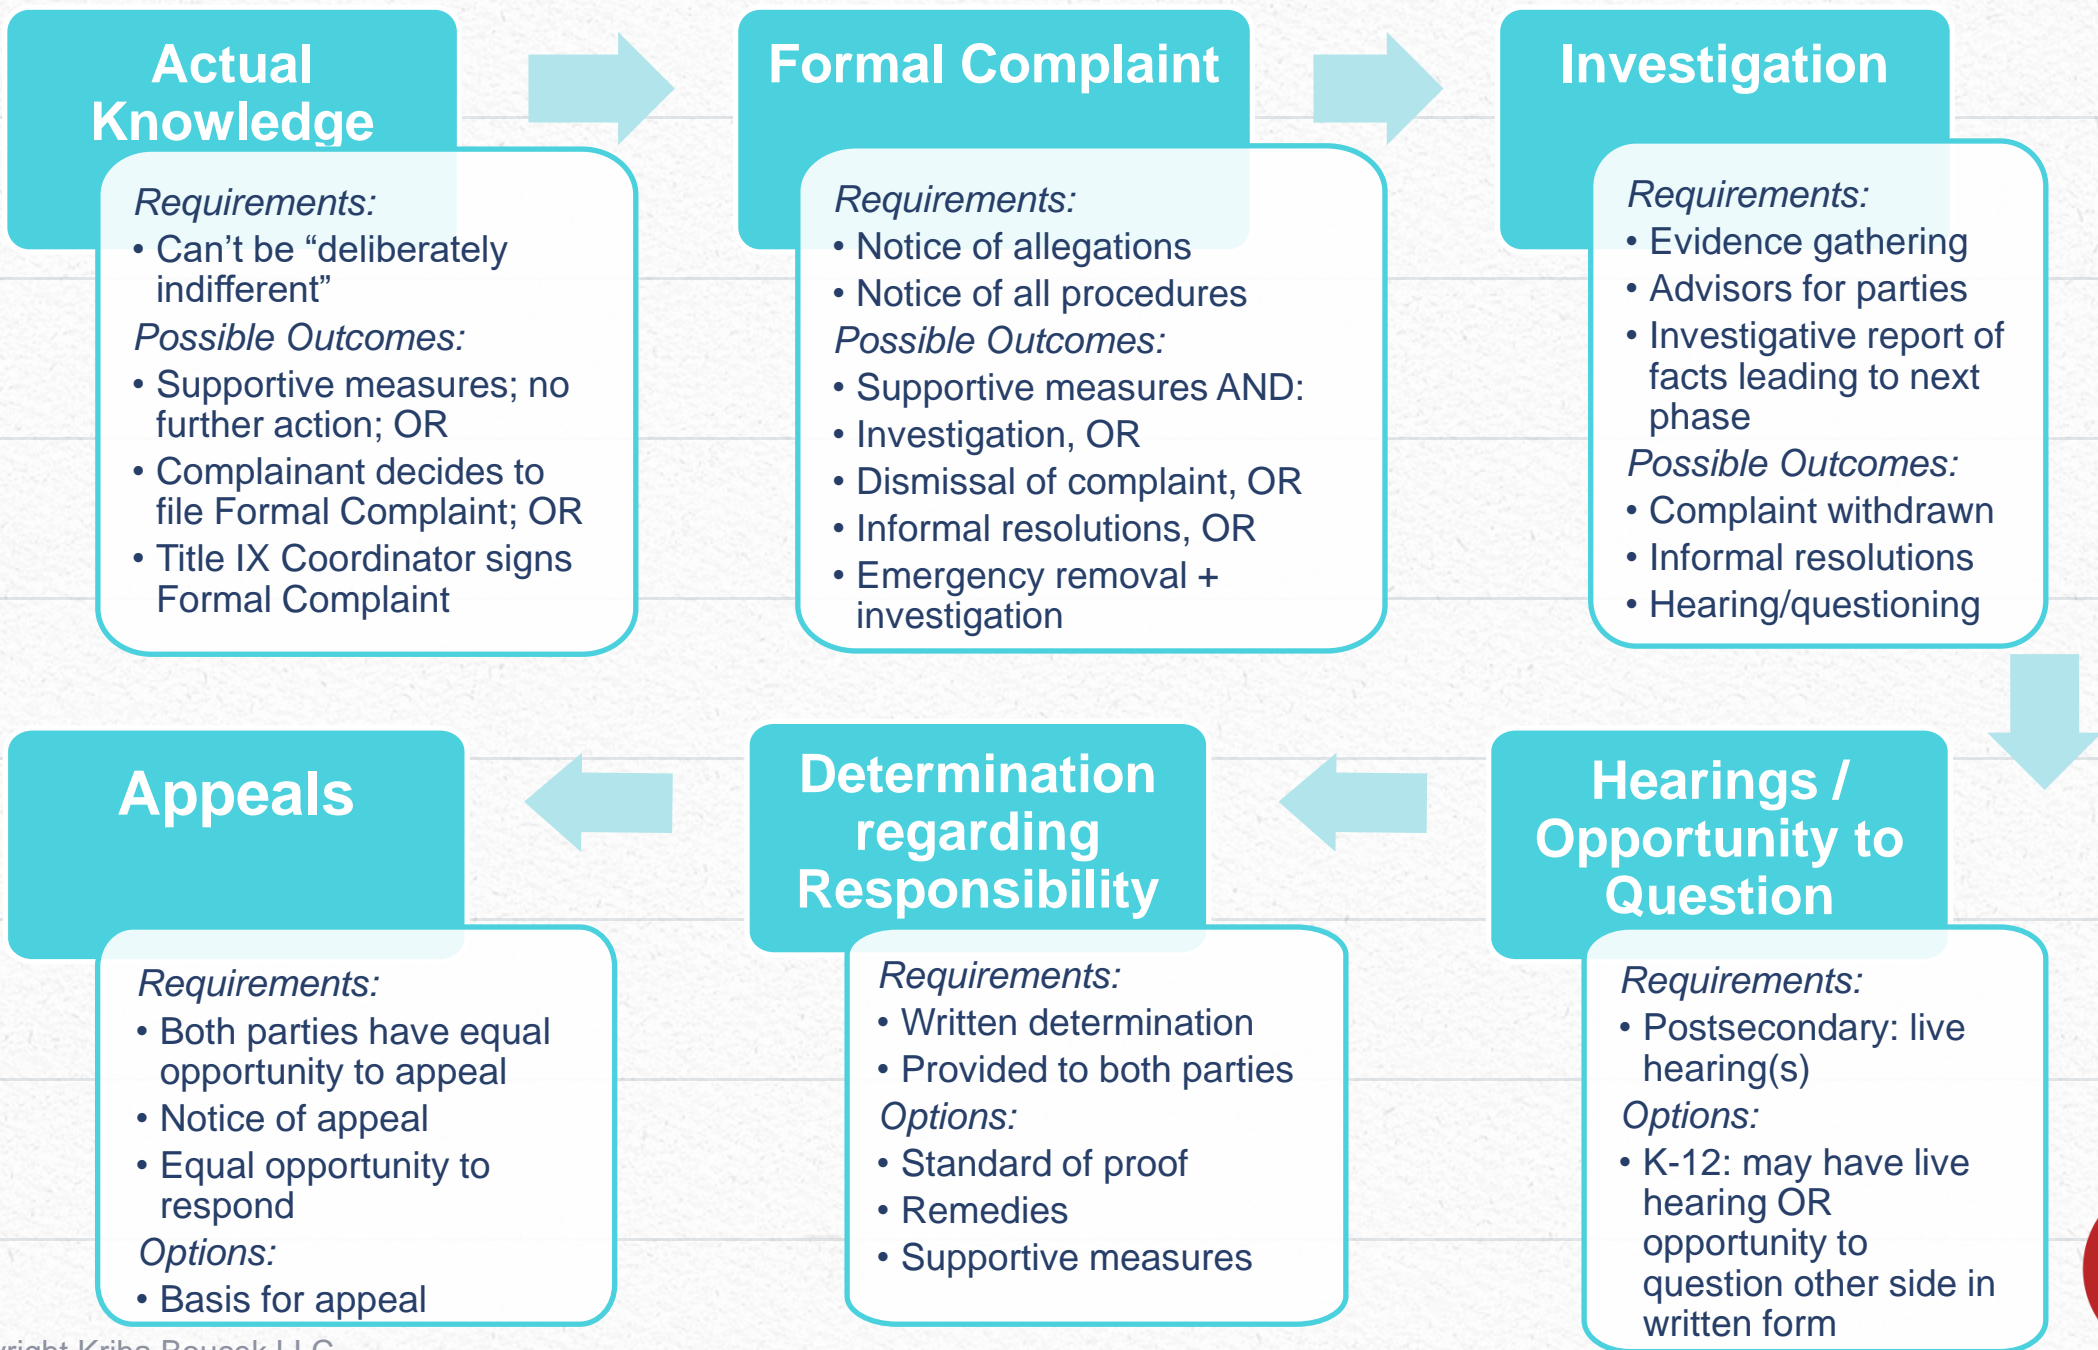 Actual
Knowledge
Requirements:
• Can’t be “deliberately
indifferent”
Possible Outcomes:
• Supportive measures; no
further action; OR
• Complainant decides to
file Formal Complaint; OR
• Title IX Coordinator signs
Formal Complaint
Formal Complaint
Requirements:
• Notice of allegations
• Notice of all procedures
Possible Outcomes:
• Supportive measures AND:
• Investigation, OR
• Dismissal of complaint, OR
• Informal resolutions, OR
• Emergency removal +
investigation
Investigation
Requirements:
• Evidence gathering
• Advisors for parties
• Investigative report of
facts leading to next
phase
Possible Outcomes:
• Complaint withdrawn
• Informal resolutions
• Hearing/questioning
Hearings /
Opportunity to
Question
Requirements:
• Postsecondary: live
hearing(s)
Options:
• K-12: may have live
hearing OR
opportunity to
question other side in
written form
Determination
regarding
Responsibility
Requirements:
• Written determination
• Provided to both parties
Options:
• Standard of proof
• Remedies
• Supportive measures
Appeals
Requirements:
• Both parties have equal
opportunity to appeal
• Notice of appeal
• Equal opportunity to
respond
Options:
• Basis for appeal